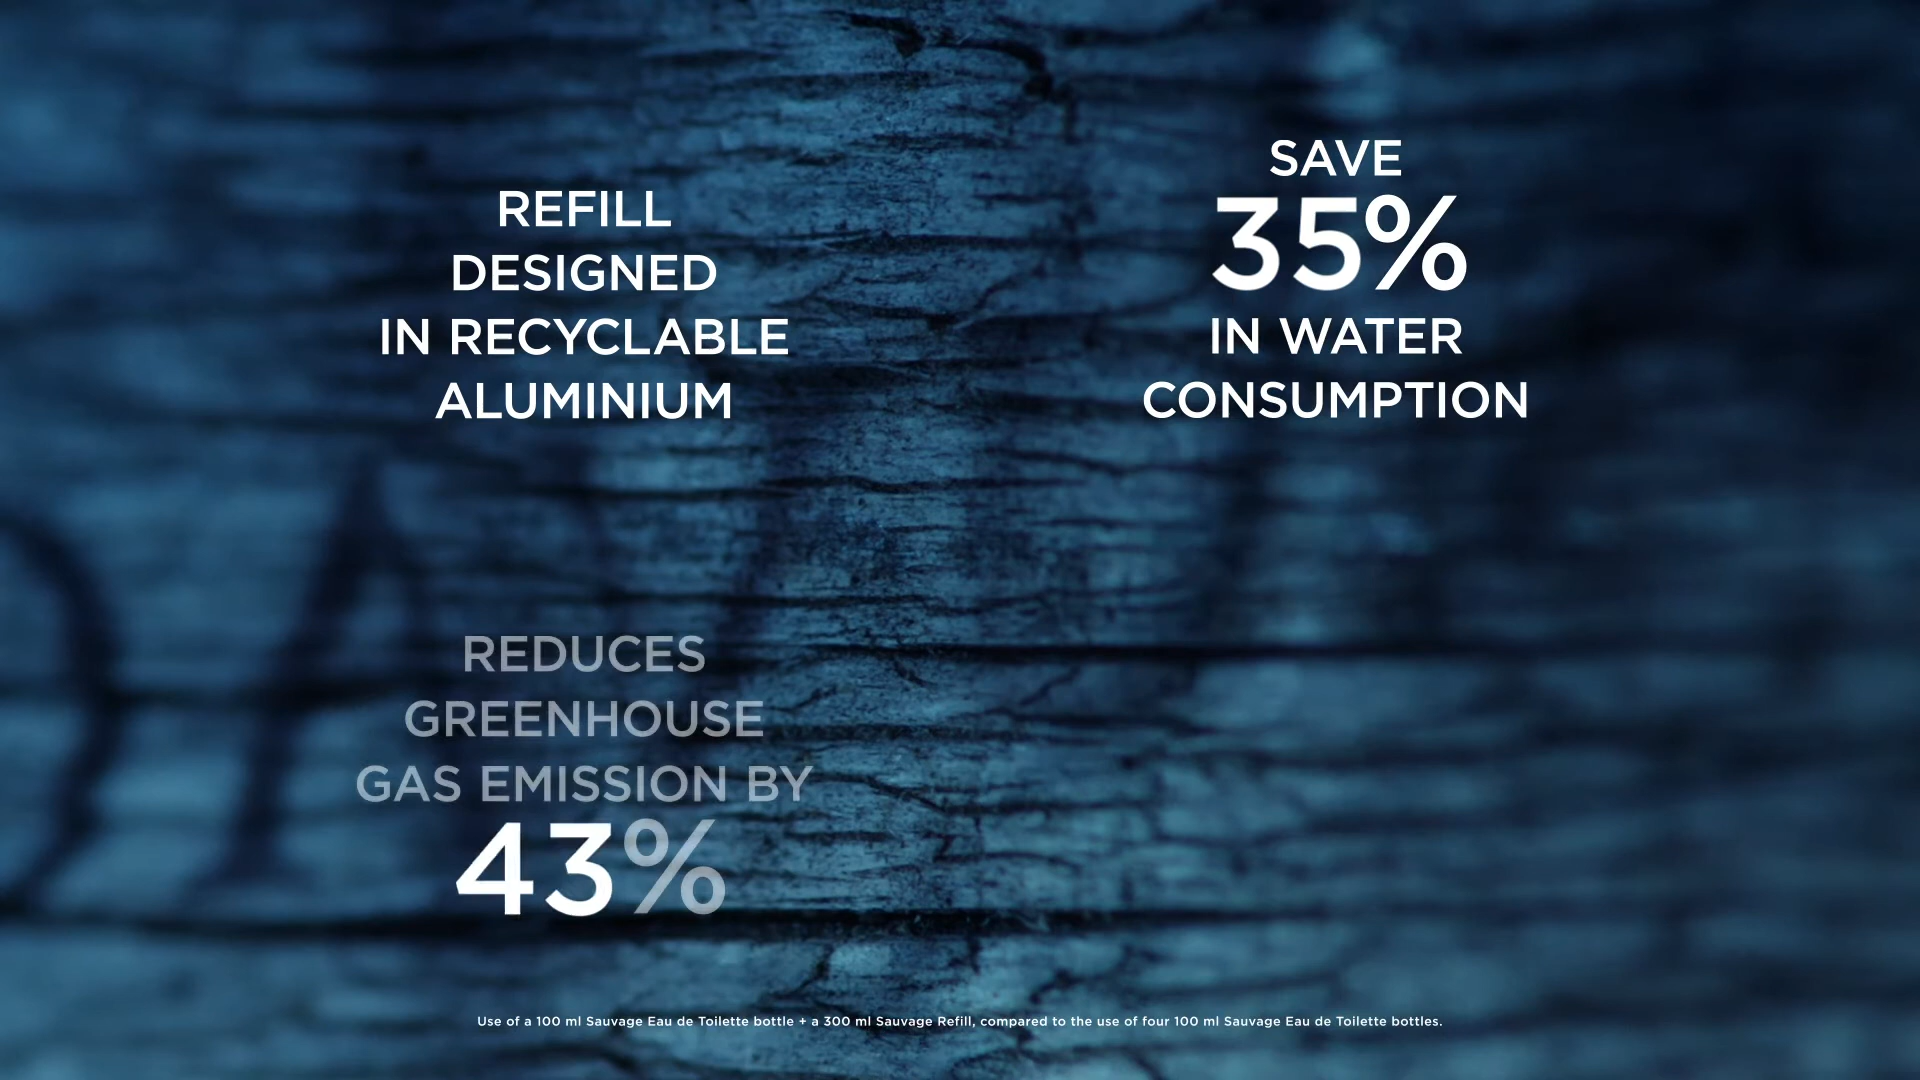 REFILL
DESIGNED
IN RECYCLABLE
ALUMINIUM
SAVE
35%
IN WATER
CONSUMPTION
REDUCES
GREENHOUSE
GAS EMISSION BY
43%
Use of a 100 ml Sauvage Eau de Toilette bottle + a 300 ml Sauvage Refill, compared to the use of four 100 ml Sauvage Eau de Toilette bottles.